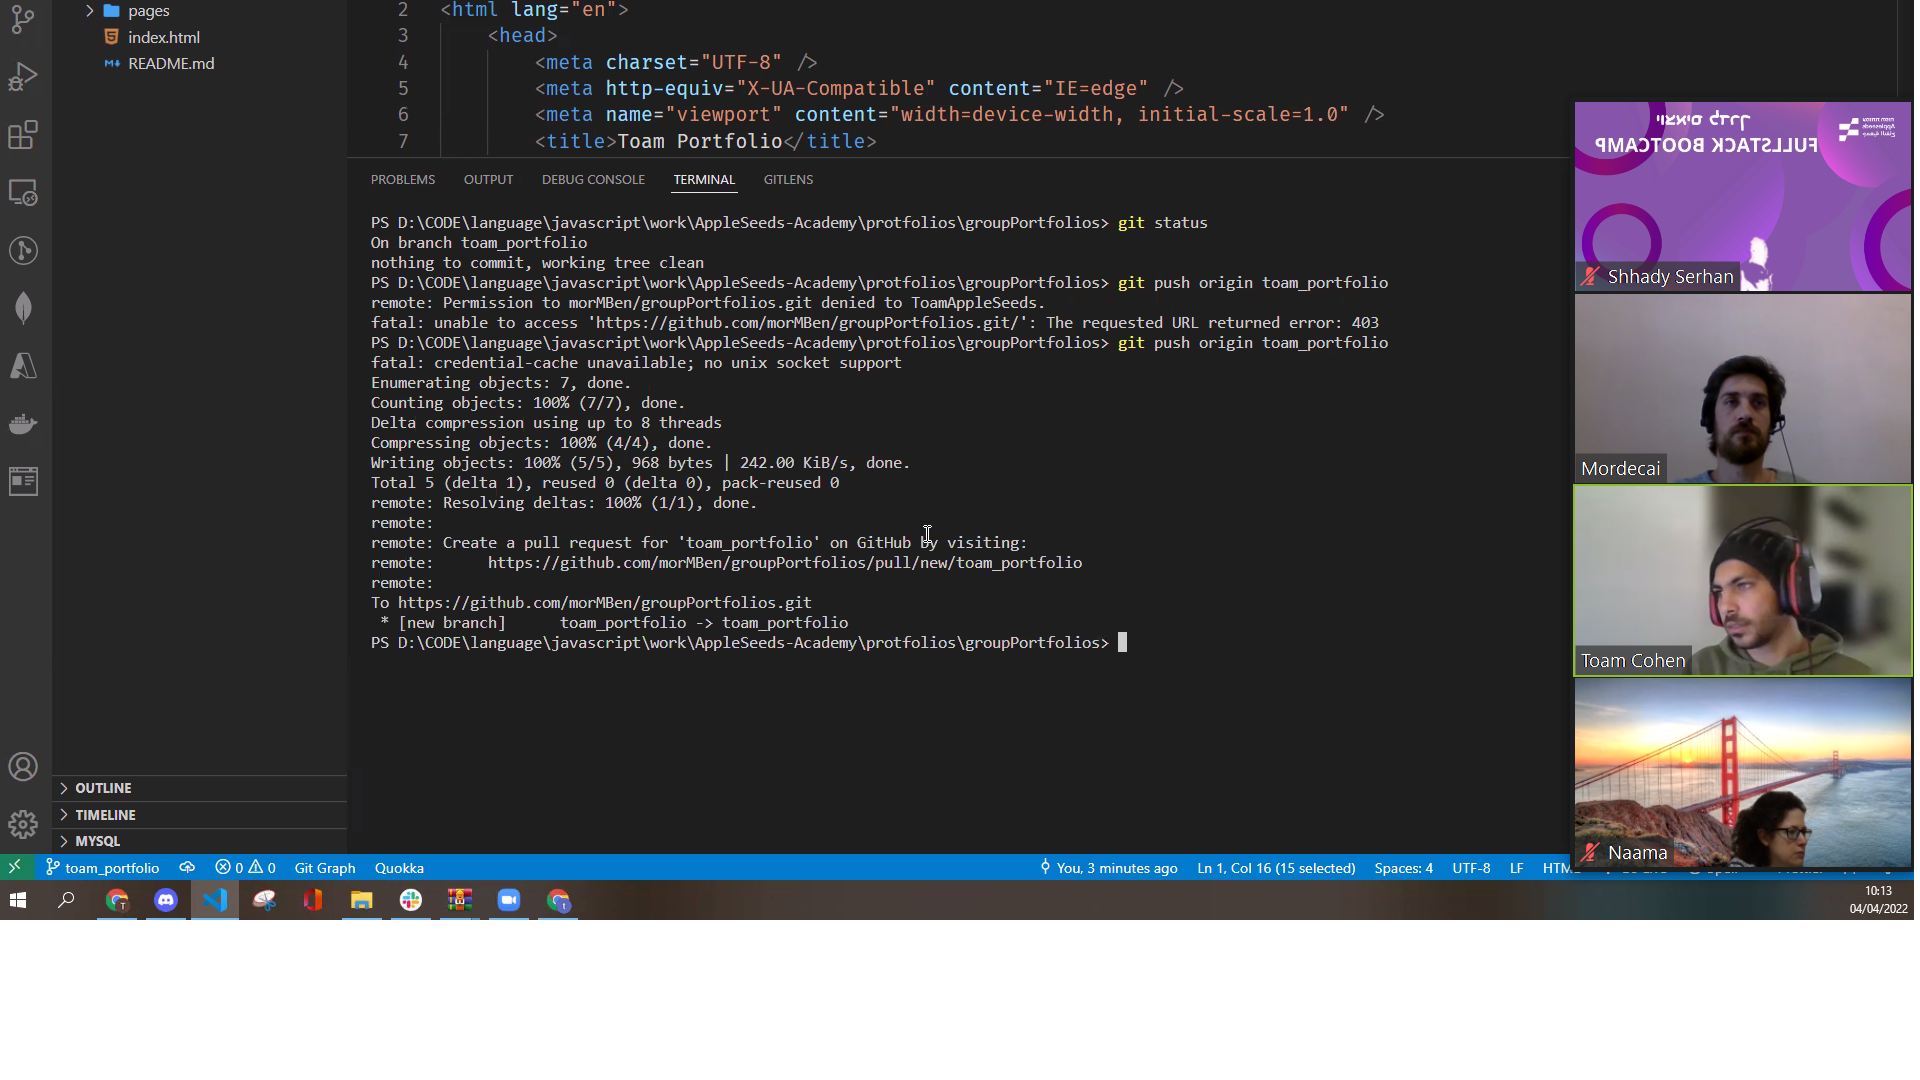 pages
index.html
README.md
2 <html lang="en">
3 <head>
4 <meta charset="UTF-8" />
5 <meta http-equiv="X-UA-Compatible" content="IE=edge" />
6 <meta name="viewport" content="width=device-width, initial-scale=1.0" />
7 <title>Toam Portfolio</title>
PROBLEMS OUTPUT DEBUG CONSOLE TERMINAL GITLENS
PS D:\CODE\language\javascript\work\AppleSeeds-Academy\protfolios\groupPortfolios> git status
On branch toam_portfolio
nothing to commit, working tree clean
PS D:\CODE\language\javascript\work\AppleSeeds-Academy\protfolios\groupPortfolios> git push origin toam_portfolio
remote: Permission to morMBen/groupPortfolios.git denied to ToamAppleSeeds.
fatal: unable to access 'https://github.com/morMBen/groupPortfolios.git/': The requested URL returned error: 403
PS D:\CODE\language\javascript\work\AppleSeeds-Academy\protfolios\groupPortfolios> git push origin toam_portfolio
fatal: credential-cache unavailable; no unix socket support
Enumerating objects: 7, done.
Counting objects: 100% (7/7), done.
Delta compression using up to 8 threads
Compressing objects: 100% (4/4), done.
Writing objects: 100% (5/5), 968 bytes | 242.00 KiB/s, done.
Total 5 (delta 1), reused 0 (delta 0), pack-reused 0
remote: Resolving deltas: 100% (1/1), done.
remote:
remote: Create a pull request for 'toam_portfolio' on GitHub by visiting:
remote: https://github.com/morMBen/groupPortfolios/pull/new/toam_portfolio
remote:
To https://github.com/morMBen/groupPortfolios.git
* [new branch] toam_portfolio -> toam_portfolio
PS D:\CODE\language\javascript\work\AppleSeeds-Academy\protfolios\groupPortfolios>
OUTLINE
TIMELINE
MYSQL
יוצאים לדרך
FULLSTACK BOOTCAMP
Shhady Serhan
Mordecai
Toam Cohen
Naama
toam_portfolio 0 0 Git Graph Quokka You, 3 minutes ago Ln 1, Col 16 (15 selected) Spaces: 4 UTF-8 LF
10:13
04/04/2022